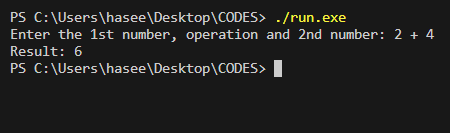 PS C:\Users\hasee\Desktop\CODES> ./run.exe
Enter the 1st number, operation and 2nd number: 2 + 4
Result: 6
PS C:\Users\hasee\Desktop\CODES>